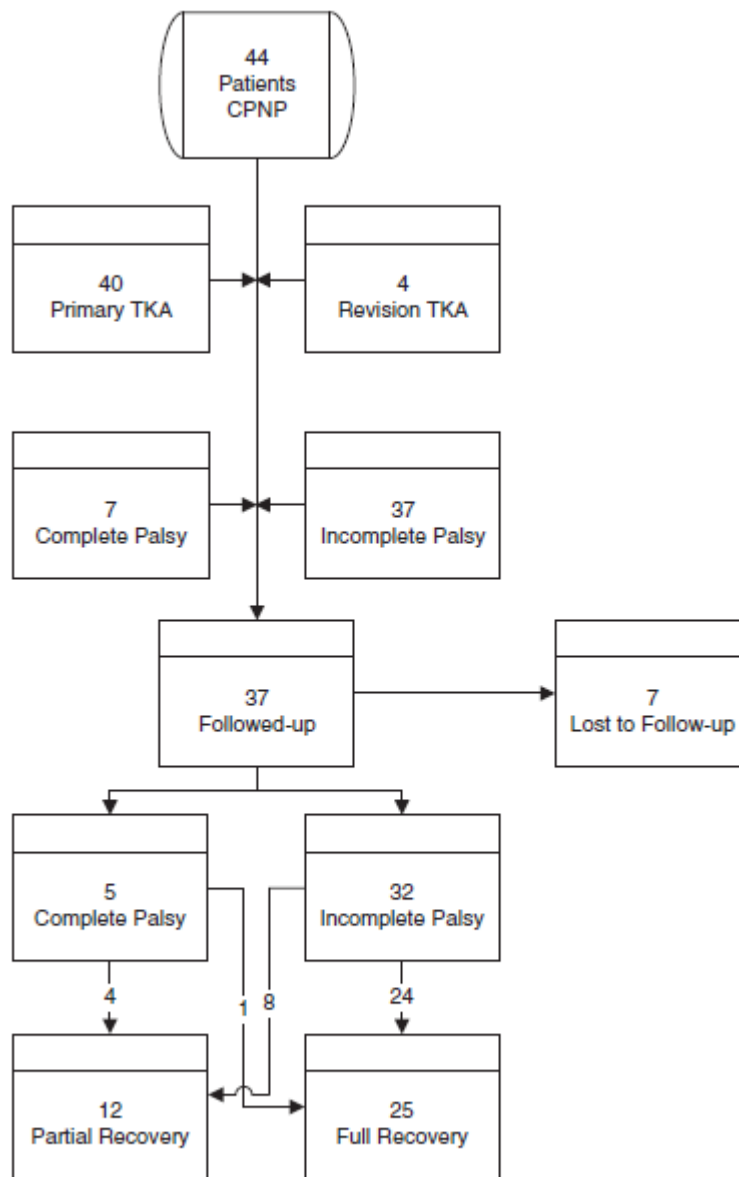 44
Patients
CPNP
40
Primary TKA
4
Revision TKA
7
Complete Palsy
37
Incomplete Palsy
37
Followed-up
7
Lost to Follow-up
5
Complete Palsy
32
Incomplete Palsy
4
1
8
24
12
Partial Recovery
25
Full Recovery